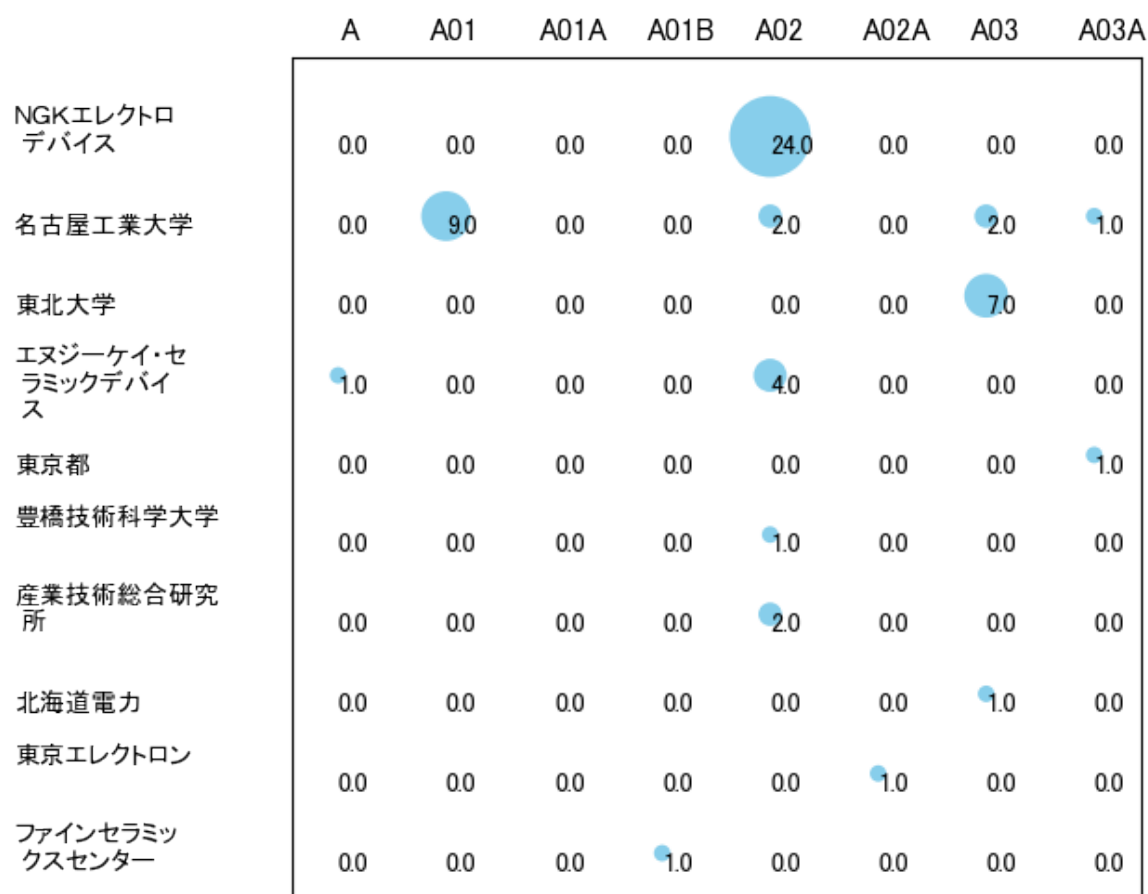 A A01 A01A A01B A02 A02A A03 A03A
NGKエレクトロ
デバイス
0.0 0.0 0.0 0.0 24.0 0.0 0.0 0.0
名古屋工業大学 0.0 9.0 0.0 0.0 2.0 0.0 2.0 1.0
東北大学 0.0 0.0 0.0 0.0 0.0 0.0 7.0 0.0
エヌジーケイ・セ
ラミックデバイ
ス
1.0 0.0 0.0 0.0 4.0 0.0 0.0 0.0
東京都 0.0 0.0 0.0 0.0 0.0 0.0 0.0 1.0
豊橋技術科学大学
0.0 0.0 0.0 0.0 1.0 0.0 0.0 0.0
産業技術総合研究
所
0.0 0.0 0.0 0.0 2.0 0.0 0.0 0.0
北海道電力 0.0 0.0 0.0 0.0 0.0 0.0 1.0 0.0
東京エレクトロン
0.0 0.0 0.0 0.0 0.0 1.0 0.0 0.0
ファインセラミッ
クスセンター
0.0 0.0 0.0 1.0 0.0 0.0 0.0 0.0